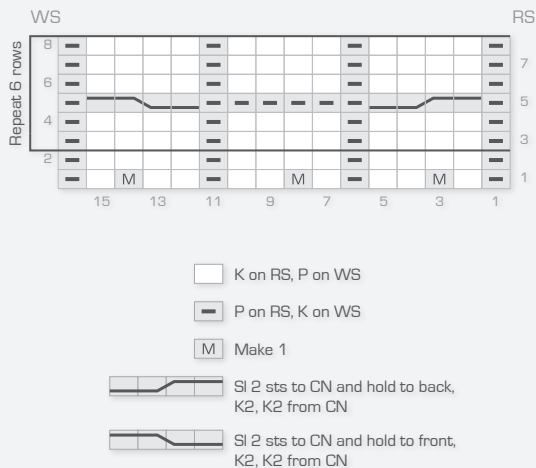 WS RS
8
7
6
5
4
3
2
M M M 1
15 13 11 9 7 5 3 1
Repeat 6 rows
K on RS, P on WS
P on RS, K on WS
M Make 1
Sl 2 sts to CN and hold to back,
K2, K2 from CN
Sl 2 sts to CN and hold to front,
K2, K2 from CN